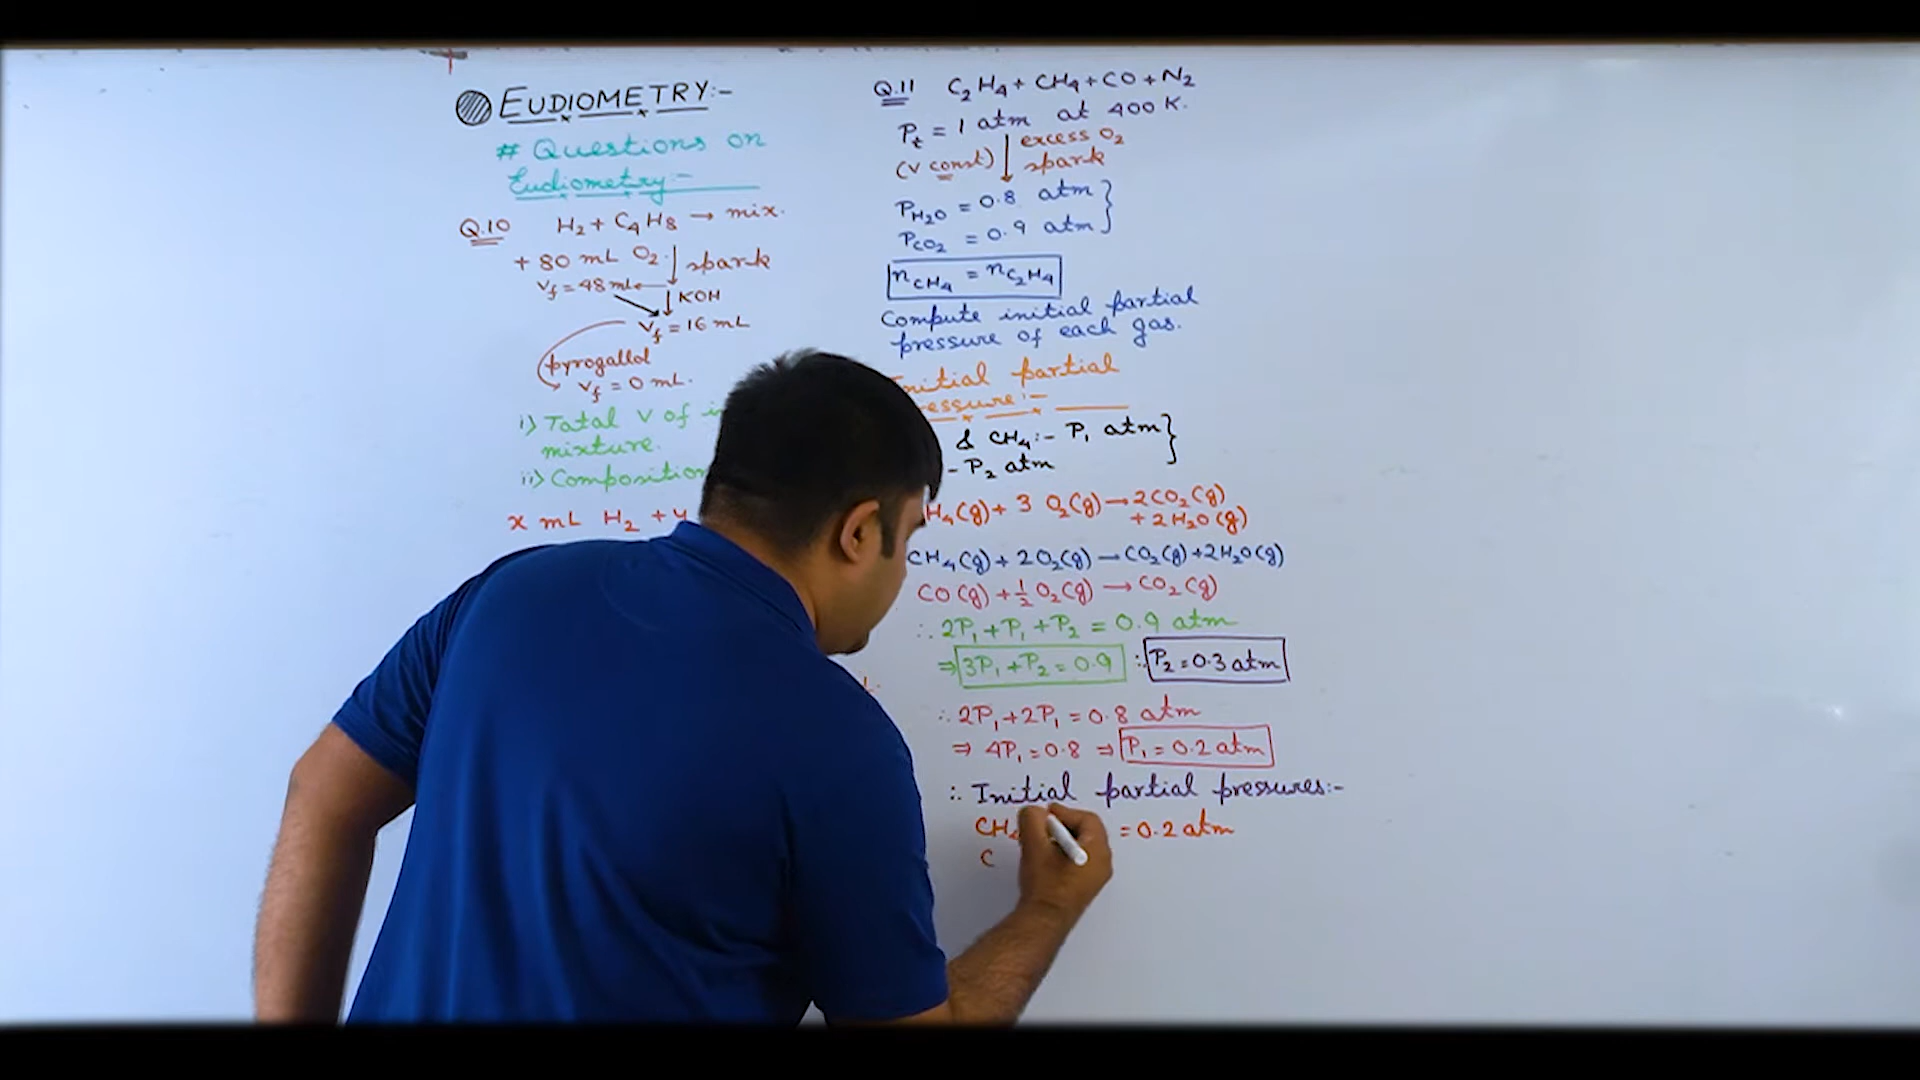 EUDIOMETRY:-
# Questions on
Eudiometry:-
Q.10 H₂ + C₄H₈ → mix.
+ 80 mL O₂ ↓ spark
V_f = 48 mL ← ↓ KOH
V_f = 16 mL
pyrogallol
V_f = 0 mL.
i) Total V of
mixture.
ii) Composition
x mL H₂ + y
Q.11 C₂H₄ + CH₄ + CO + N₂
P_t = 1 atm at 400 K.
(V const) ↓ excess O₂
spark
P_H₂O = 0.8 atm }
P_CO₂ = 0.9 atm
n_CH₄ = n_C₂H₄
Compute initial partial
pressure of each gas.
Initial partial
essure:-
& CH₄:- P₁ atm }
- P₂ atm
H₄(g) + 3 O₂(g) → 2CO₂(g)
+ 2H₂O(g)
CH₄(g) + 2O₂(g) → CO₂(g) + 2H₂O(g)
CO(g) + ½ O₂(g) → CO₂(g)
∴ 2P₁ + P₁ + P₂ = 0.9 atm
⇒ 3P₁ + P₂ = 0.9 ∴ P₂ = 0.3 atm
∴ 2P₁ + 2P₁ = 0.8 atm
⇒ 4P₁ = 0.8 ⇒ P₁ = 0.2 atm
∴ Initial partial pressures:-
CH₄ = 0.2 atm
C